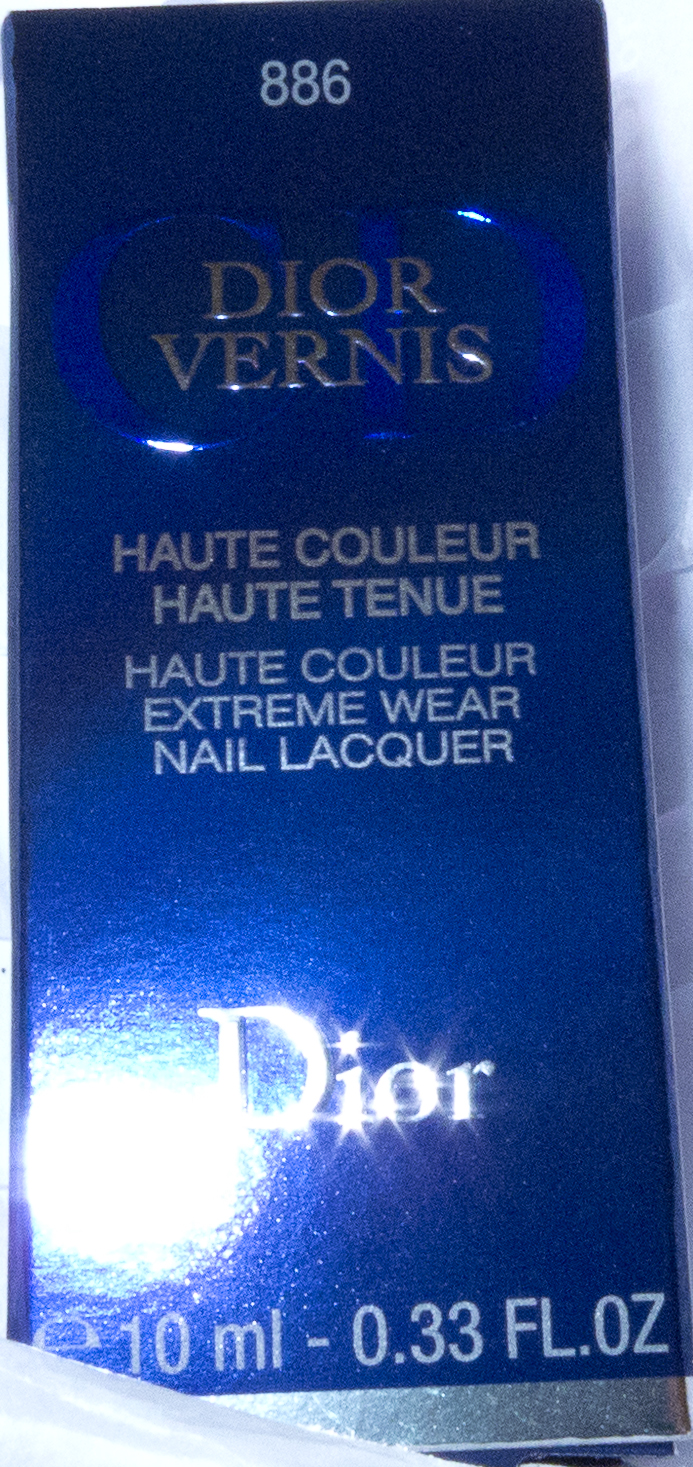 886
CD
DIOR
VERNIS
HAUTE COULEUR
HAUTE TENUE
HAUTE COULEUR
EXTREME WEAR
NAIL LACQUER
Dior
℮ 10 ml - 0.33 FL.OZ